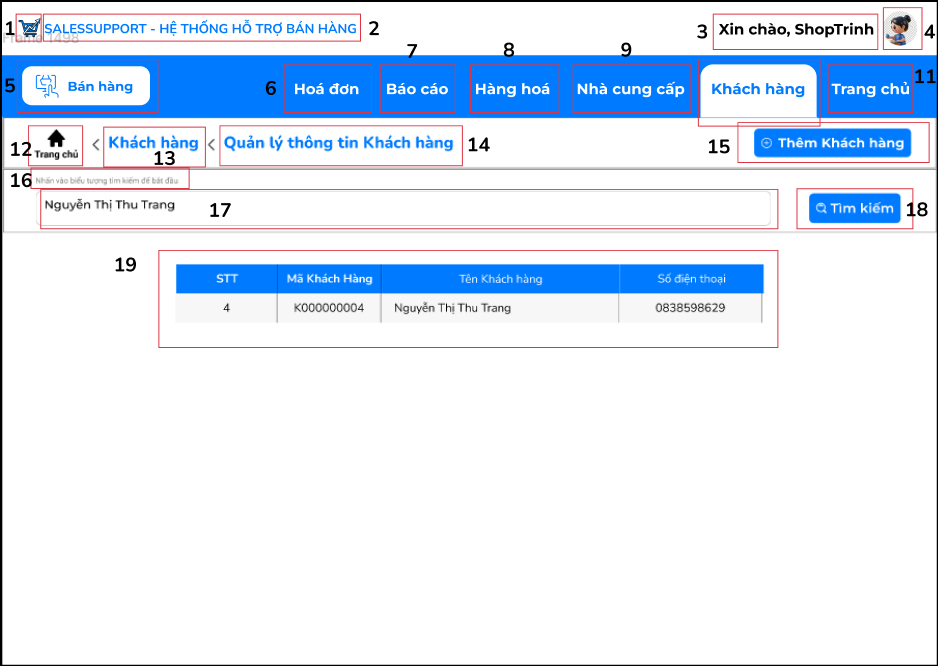 1 SALESSUPPORT - HỆ THỐNG HỖ TRỢ BÁN HÀNG 2
3 Xin chào, ShopTrinh 4
Frame 1498
7 8 9
5 Bán hàng 6 Hoá đơn Báo cáo Hàng hoá Nhà cung cấp Khách hàng Trang chủ 11
12 Trang chủ < Khách hàng < Quản lý thông tin Khách hàng 14
13
15 Thêm Khách hàng
16 Nhấn vào biểu tượng tìm kiếm để bắt đầu
Nguyễn Thị Thu Trang 17
Tìm kiếm 18
19
STT Mã Khách Hàng Tên Khách hàng Số điện thoại
4 K000000004 Nguyễn Thị Thu Trang 0838598629